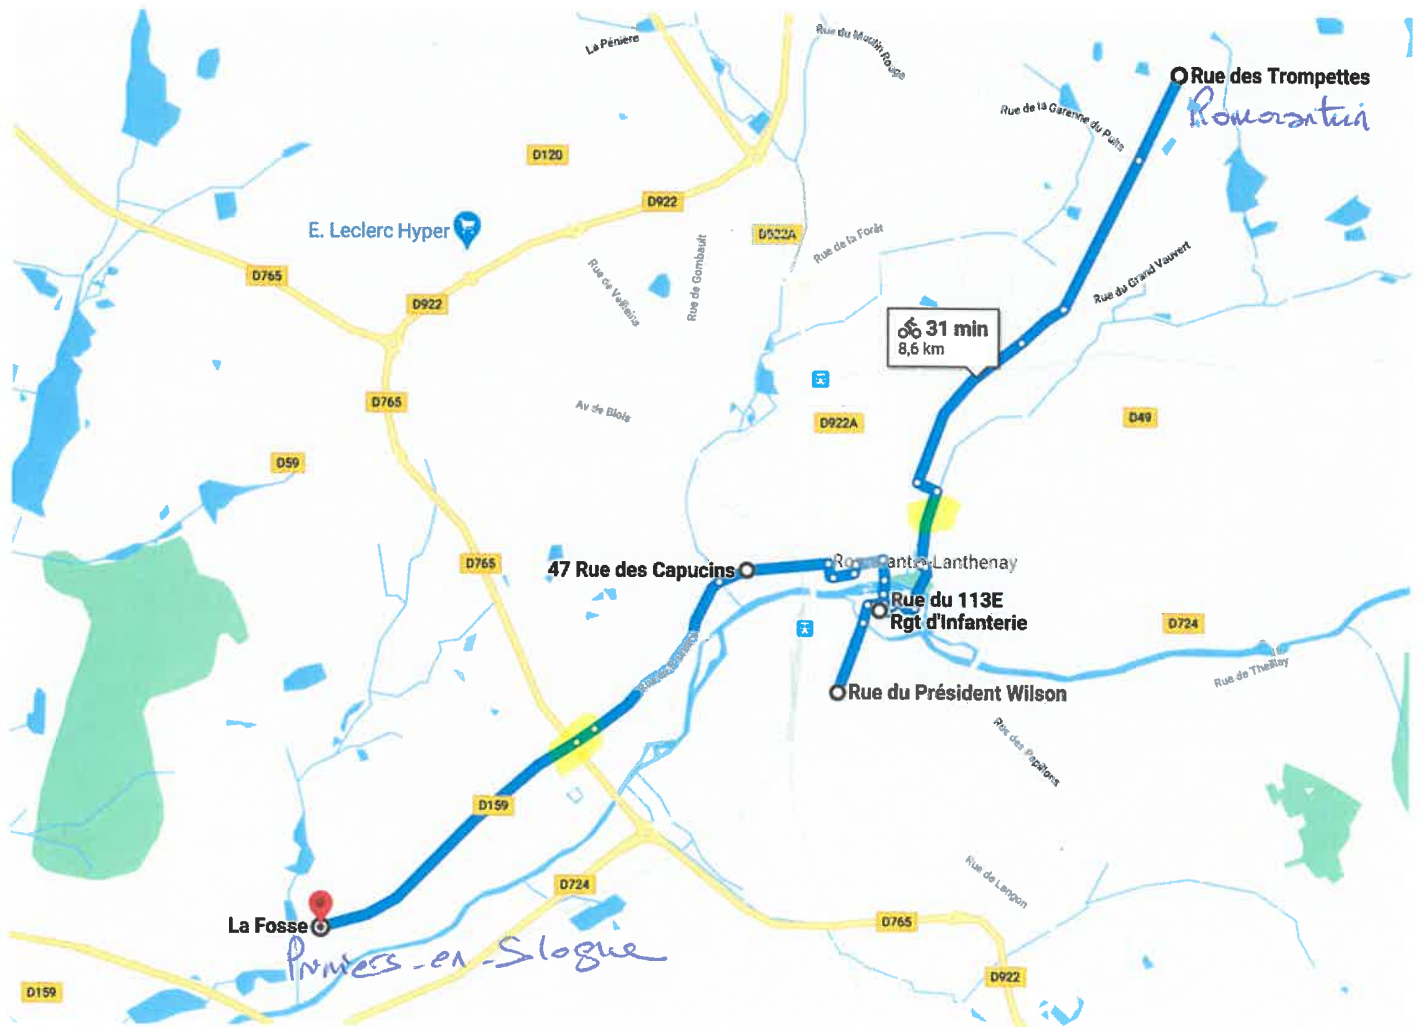 La Pénière
Rue du Moulin Rouge
Rue des Trompettes
Romorantin
Rue de la Garenne du Puits
D120
D922
E. Leclerc Hyper
D922A
Rue de la Forêt
Rue de Gombault
D765
Rue de Veilleins
Rue du Grand Vauvert
D922
31 min
8,6 km
D765
Av de Blois
D922A
D49
D59
D765
47 Rue des Capucins
Lanthenay
Rue du 113E
Rgt d'Infanterie
D724
Rue de Theillay
Rue du Président Wilson
Rue des Papillons
D159
D724
Rue de Langon
La Fosse
Pruniers-en-Slogne
D765
D922
D159